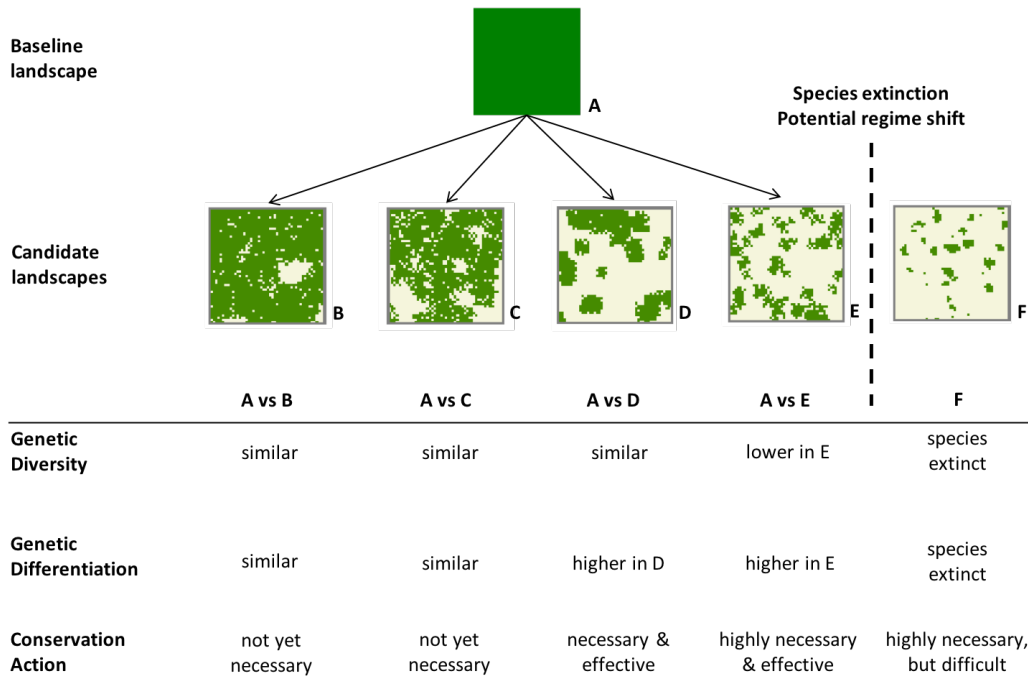 Baseline
landscape
A
Species extinction
Potential regime shift
Candidate
landscapes
B
C
D
E
F
A vs B
A vs C
A vs D
A vs E
F
Genetic
Diversity
similar
similar
similar
lower in E
species
extinct
Genetic
Differentiation
similar
similar
higher in D
higher in E
species
extinct
Conservation
Action
not yet
necessary
not yet
necessary
necessary &
effective
highly necessary
& effective
highly necessary,
but difficult